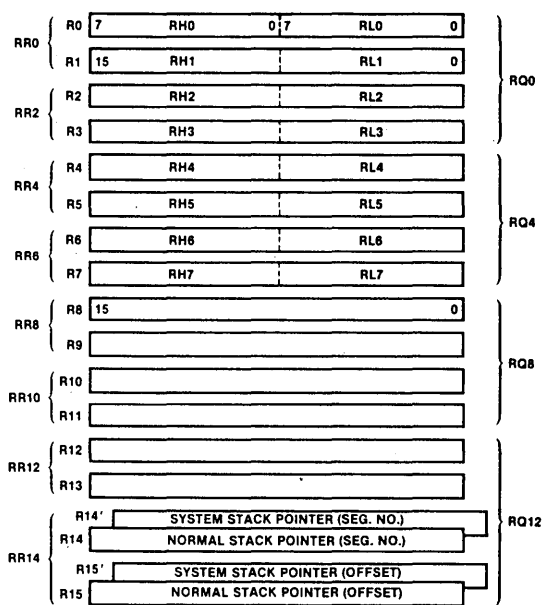 R0 7 RH0 0 7 RL0 0
RR0
R1 15 RH1 RL1 0
RQ0
R2 RH2 RL2
RR2
R3 RH3 RL3
R4 RH4 RL4
RR4
R5 RH5 RL5
RQ4
R6 RH6 RL6
RR6
R7 RH7 RL7
R8 15 0
RR8
R9
RQ8
R10
RR10
R11
R12
RR12
R13
R14' SYSTEM STACK POINTER (SEG. NO.)
RQ12
R14 NORMAL STACK POINTER (SEG. NO.)
RR14
R15' SYSTEM STACK POINTER (OFFSET)
R15 NORMAL STACK POINTER (OFFSET)